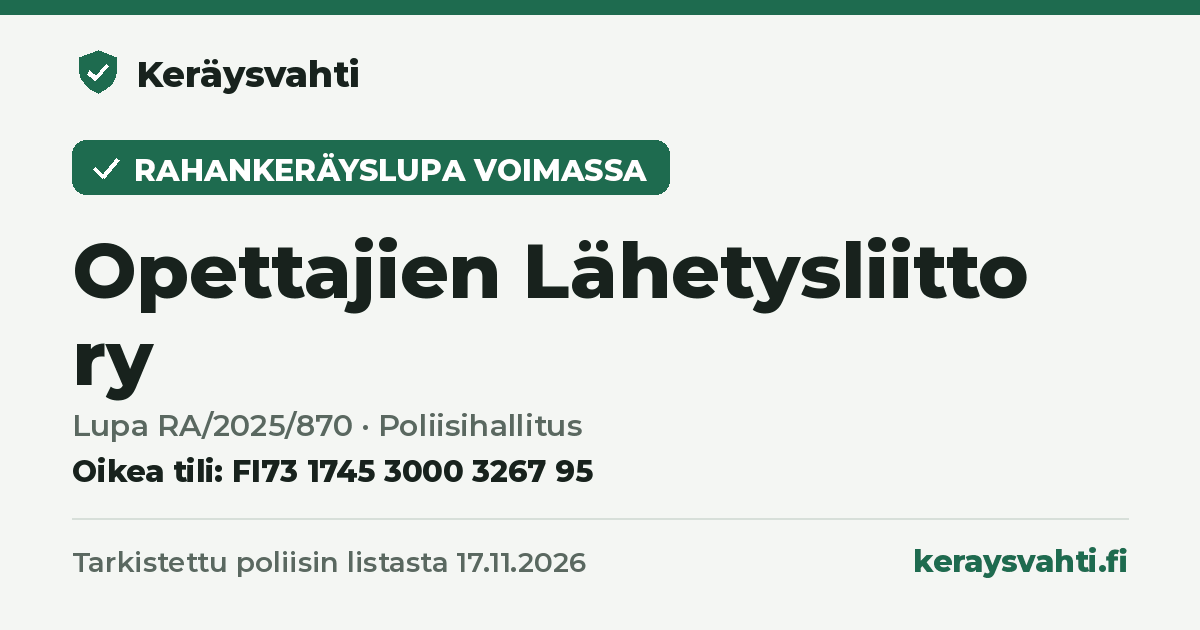 Keräysvahti
RAHANKERÄYSLUPA VOIMASSA
Opettajien Lähetysliitto
ry
Lupa RA/2025/870 · Poliisihallitus
Oikea tili: FI73 1745 3000 3267 95
Tarkistettu poliisin listasta 17.11.2026
keraysvahti.fi